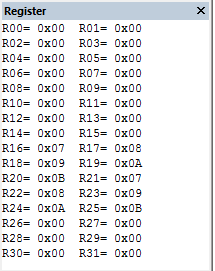 Register
R00= 0x00 R01= 0x00
R02= 0x00 R03= 0x00
R04= 0x00 R05= 0x00
R06= 0x00 R07= 0x00
R08= 0x00 R09= 0x00
R10= 0x00 R11= 0x00
R12= 0x00 R13= 0x00
R14= 0x00 R15= 0x00
R16= 0x07 R17= 0x08
R18= 0x09 R19= 0x0A
R20= 0x0B R21= 0x07
R22= 0x08 R23= 0x09
R24= 0x0A R25= 0x0B
R26= 0x00 R27= 0x00
R28= 0x00 R29= 0x00
R30= 0x00 R31= 0x00